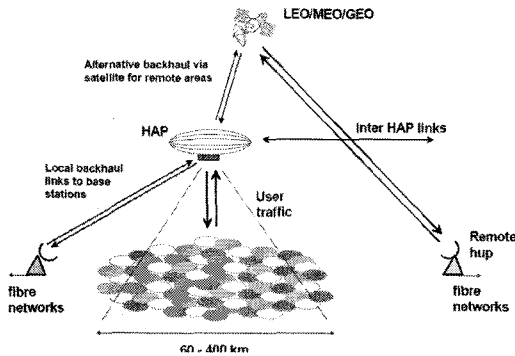 LEO/MEO/GEO
Alternative backhaul via
satellite for remote areas
HAP
Inter HAP links
Local backhaul
links to base
stations
User
traffic
Remote
hup
fibre
networks
fibre
networks
60 - 400 km